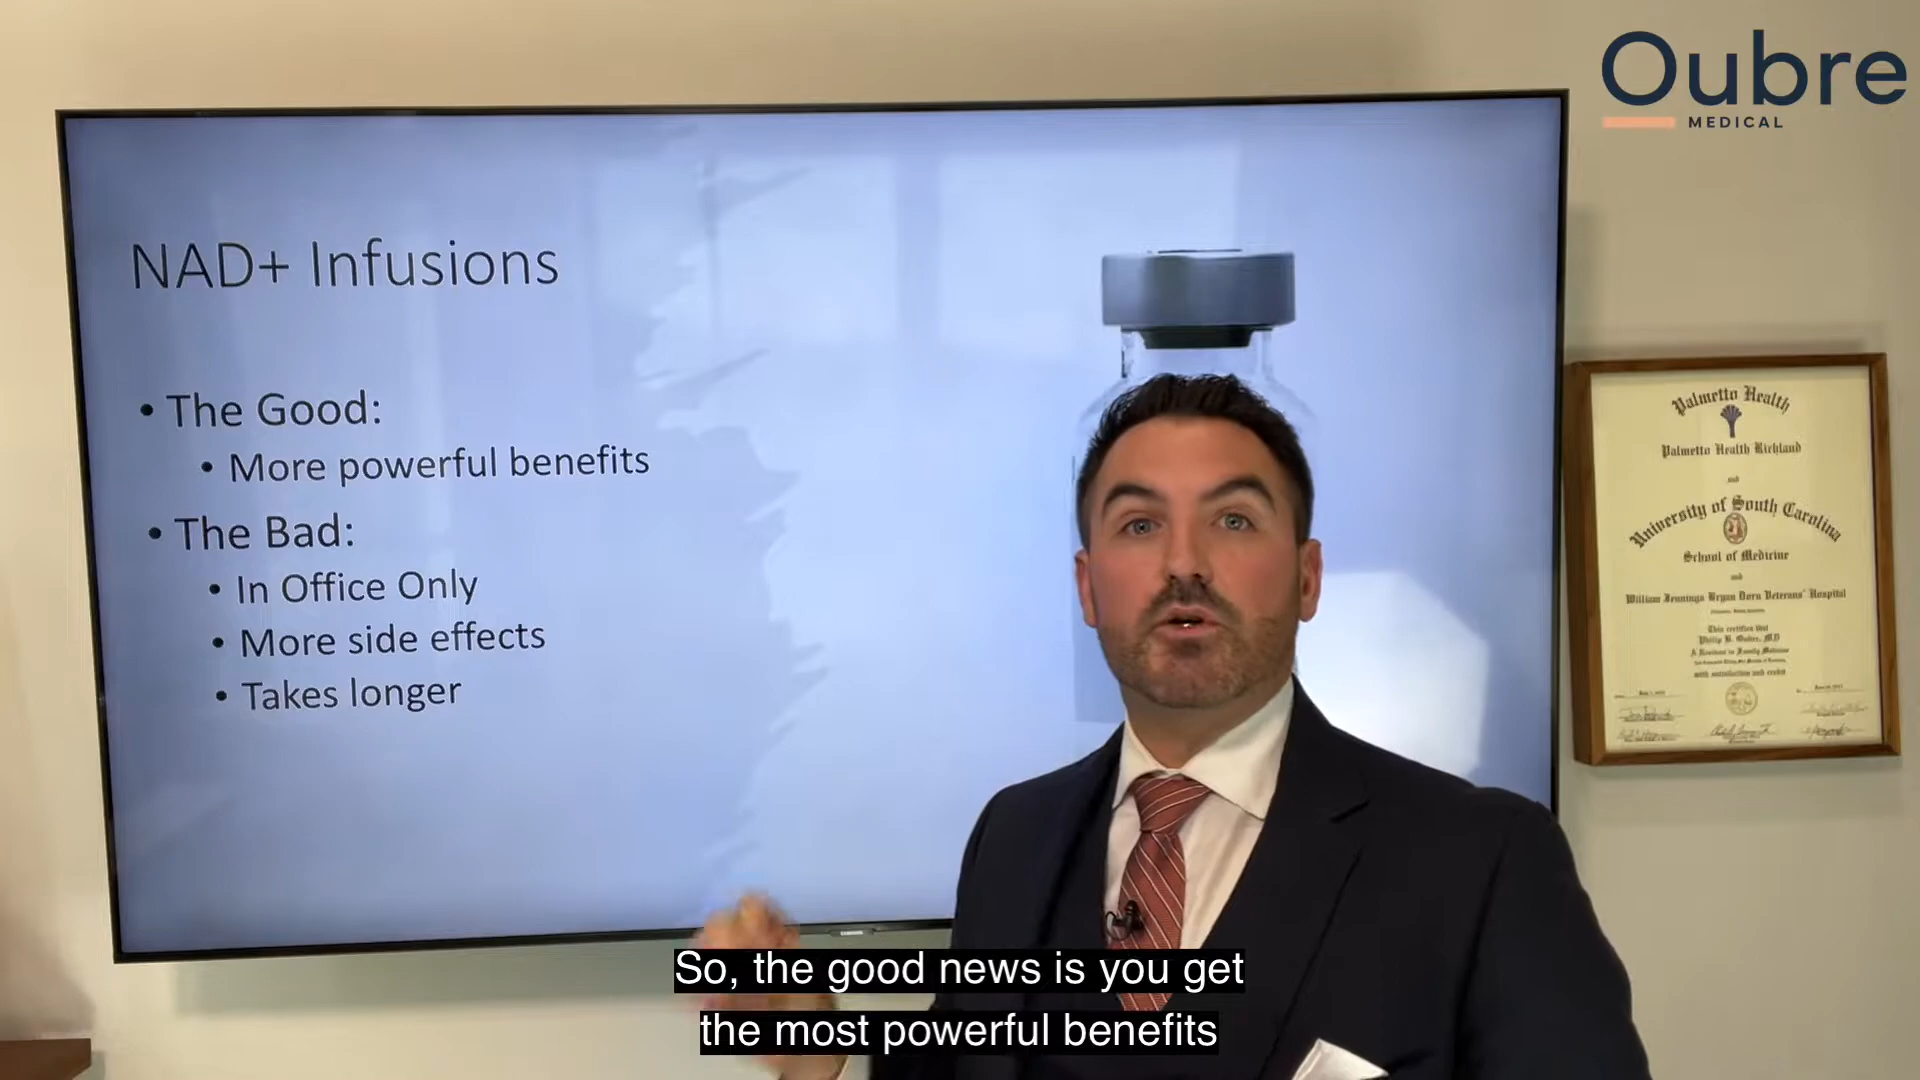 Oubre
MEDICAL
NAD+ Infusions
• The Good:
• More powerful benefits
• The Bad:
• In Office Only
• More side effects
• Takes longer
SAMSUNG
Palmetto Health
Palmetto Health Richland
and
University of South Carolina
School of Medicine
and
William Jennings Bryan Dorn Veterans' Hospital
This certifies that
Philip B. Oubre, MD
A Resident in Family Medicine
with satisfaction and credit
So, the good news is you get
the most powerful benefits